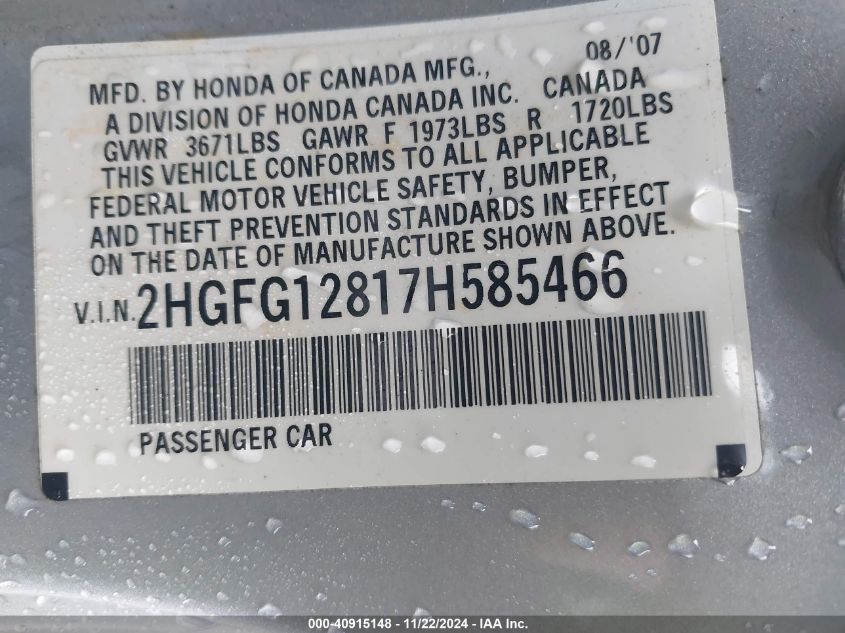 08/'07
MFD. BY HONDA OF CANADA MFG.,
A DIVISION OF HONDA CANADA INC. CANADA
GVWR 3671LBS GAWR F 1973LBS R 1720LBS
THIS VEHICLE CONFORMS TO ALL APPLICABLE
FEDERAL MOTOR VEHICLE SAFETY, BUMPER,
AND THEFT PREVENTION STANDARDS IN EFFECT
ON THE DATE OF MANUFACTURE SHOWN ABOVE.
V.I.N. 2HGFG12817H585466
PASSENGER CAR
000-40915148 - 11/22/2024 - IAA Inc.